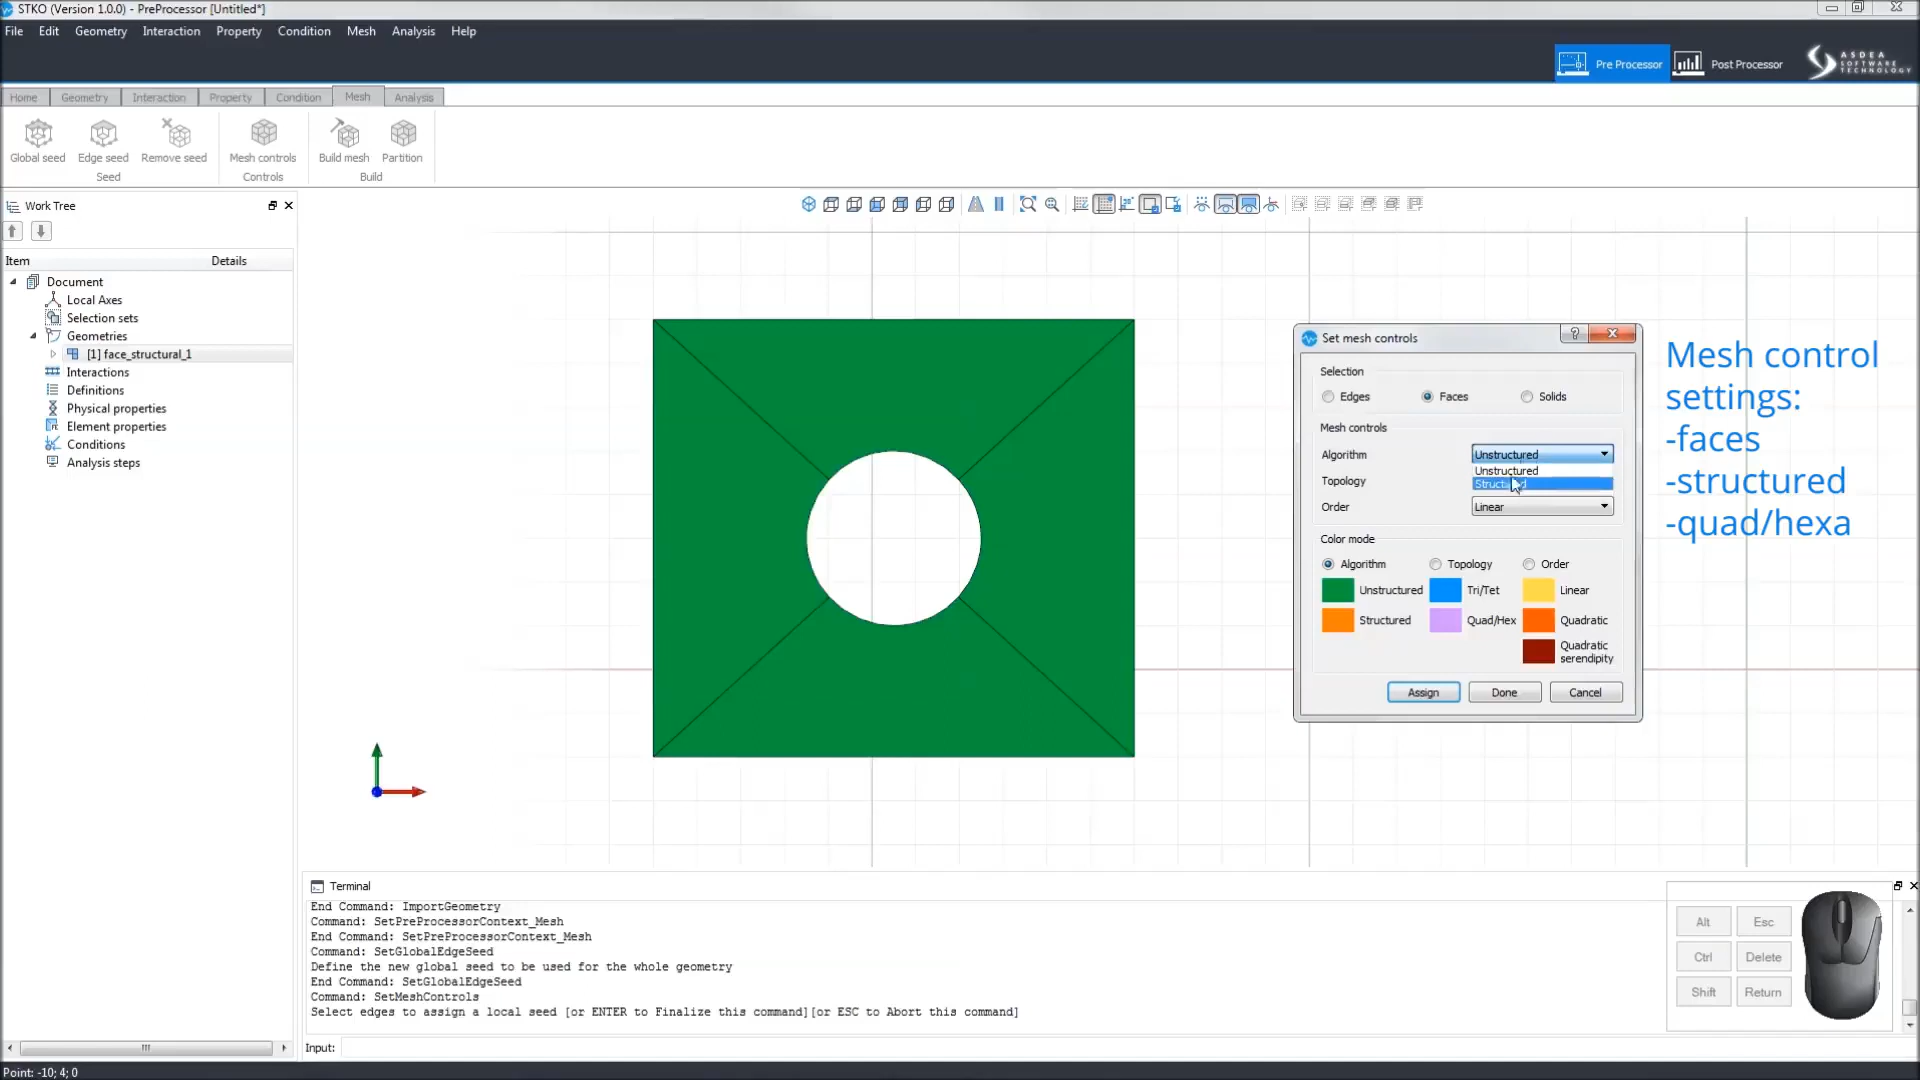 STKO (Version 1.0.0) - PreProcessor [Untitled*]
File Edit Geometry Interaction Property Condition Mesh Analysis Help
Pre Processor Post Processor ASDEA SOFTWARE TECHNOLOGY
Home Geometry Interaction Property Condition Mesh Analysis
Global seed Edge seed Remove seed Mesh controls Build mesh Partition
Seed Controls Build
Work Tree
Item Details
Document
Local Axes
Selection sets
Geometries
[1] face_structural_1
Interactions
Definitions
Physical properties
Element properties
Conditions
Analysis steps
Set mesh controls
Selection
Edges Faces Solids
Mesh controls
Algorithm Unstructured
Unstructured
Topology Structured
Order Linear
Color mode
Algorithm Topology Order
Unstructured Tri/Tet Linear
Structured Quad/Hex Quadratic
Quadratic
serendipity
Assign Done Cancel
Mesh control
settings:
-faces
-structured
-quad/hexa
Terminal
End Command: ImportGeometry
Command: SetPreProcessorContext_Mesh
End Command: SetPreProcessorContext_Mesh
Command: SetGlobalEdgeSeed
Define the new global seed to be used for the whole geometry
End Command: SetGlobalEdgeSeed
Command: SetMeshControls
Select edges to assign a local seed [or ENTER to Finalize this command][or ESC to Abort this command]
Input:
Alt Esc
Ctrl Delete
Shift Return
Point: -10; 4; 0